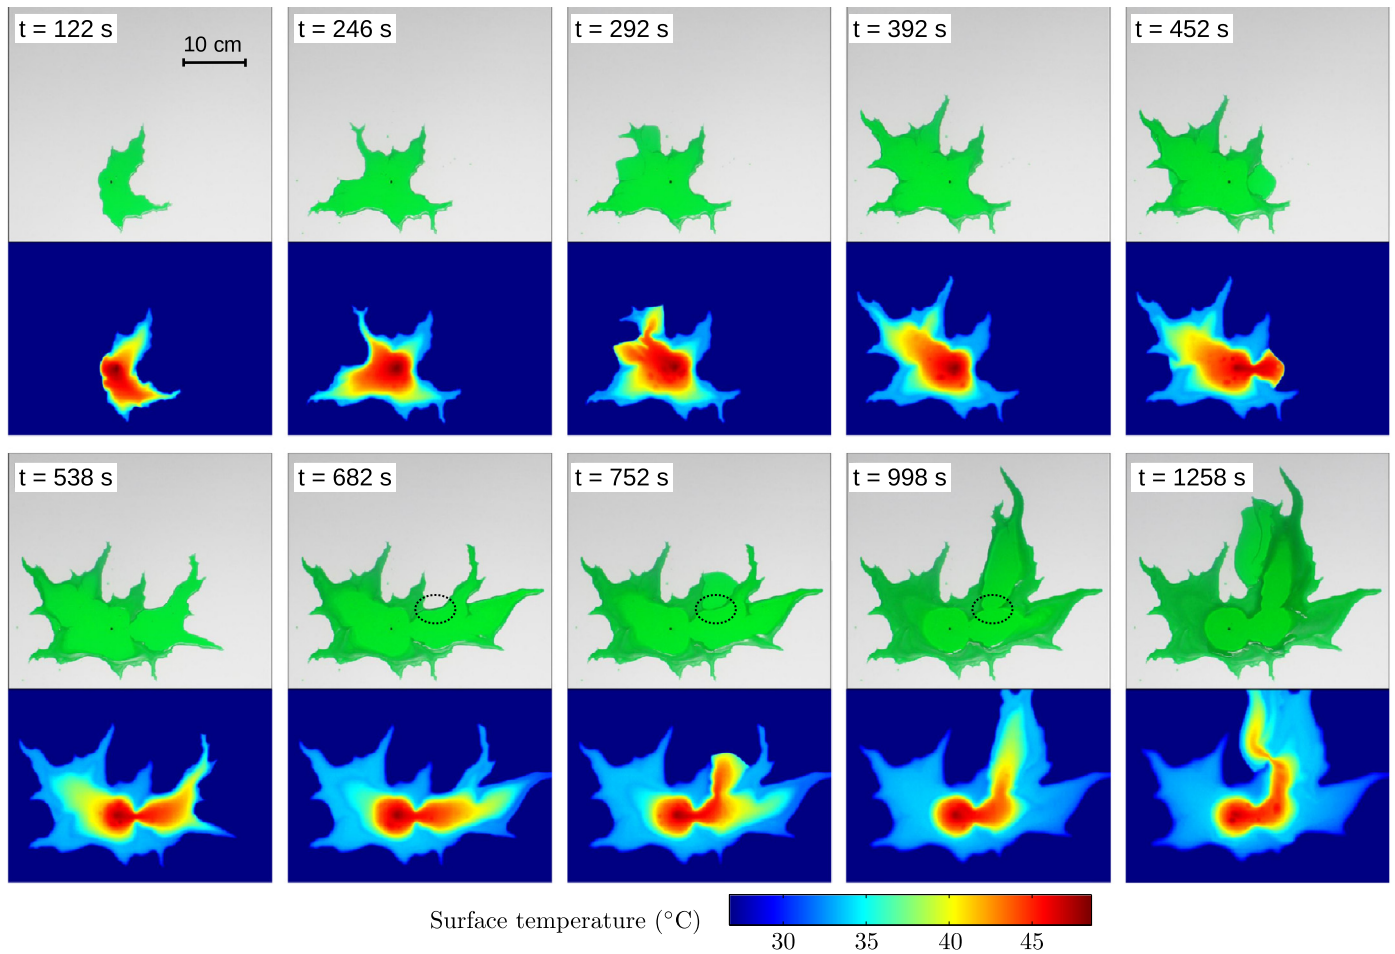 t = 122 s
t = 246 s
t = 292 s
t = 392 s
t = 452 s
10 cm
t = 538 s
t = 682 s
t = 752 s
t = 998 s
t = 1258 s
Surface temperature (°C)
30 35 40 45